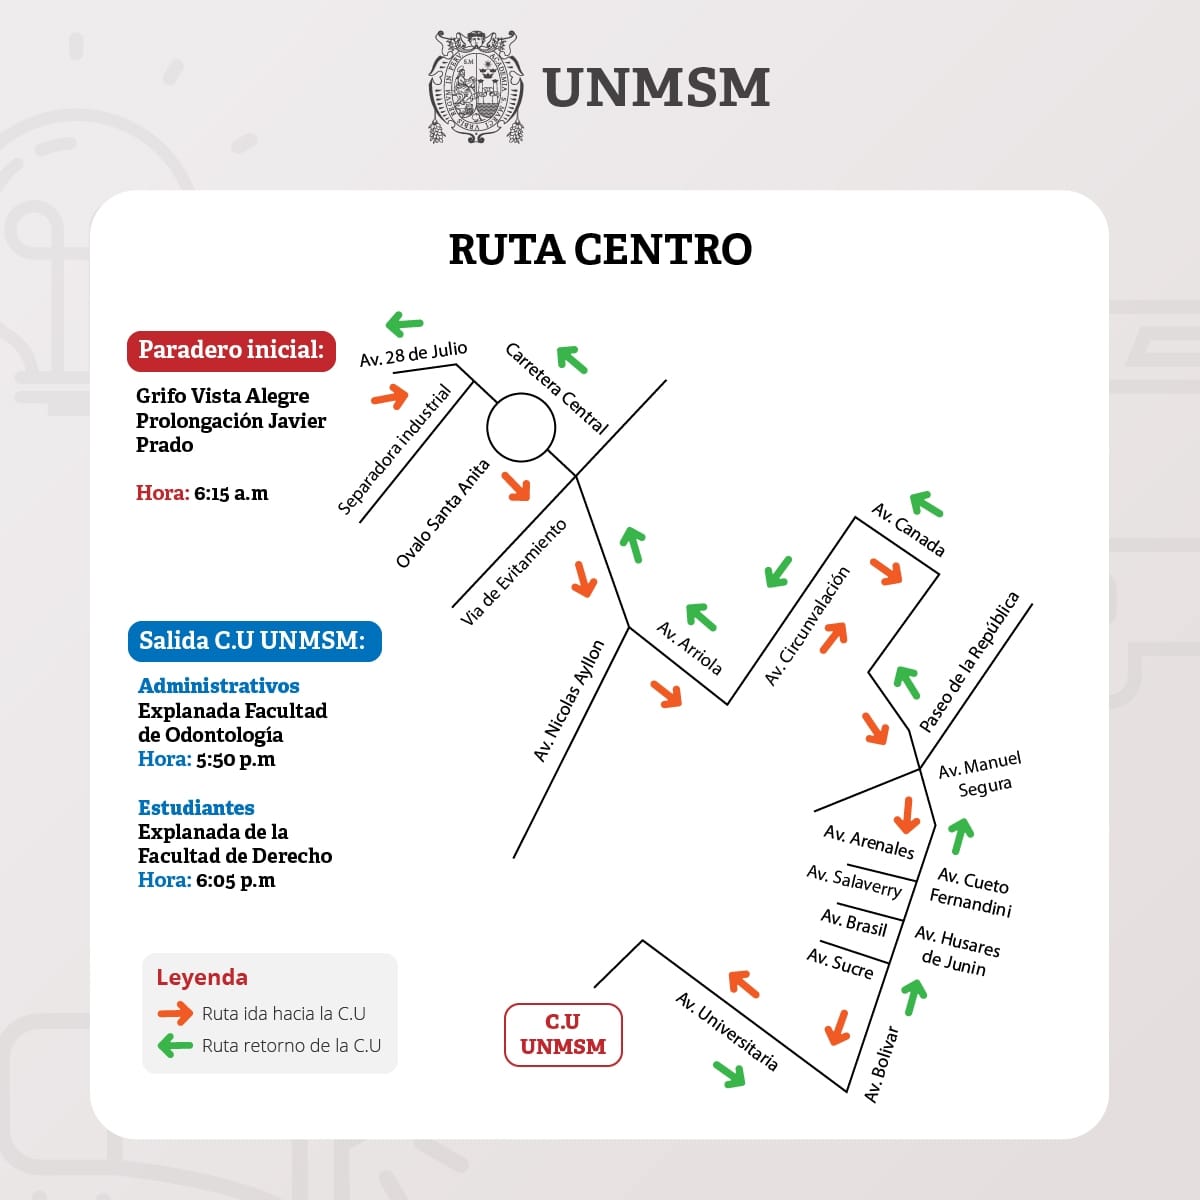 UNMSM
RUTA CENTRO
Paradero inicial:
Grifo Vista Alegre
Prolongación Javier
Prado
Hora: 6:15 a.m
Salida C.U UNMSM:
Administrativos
Explanada Facultad
de Odontología
Hora: 5:50 p.m
Estudiantes
Explanada de la
Facultad de Derecho
Hora: 6:05 p.m
Leyenda
Ruta ida hacia la C.U
Ruta retorno de la C.U
Av. 28 de Julio
Carretera Central
Separadora industrial
Ovalo Santa Anita
Via de Evitamiento
Av. Nicolas Ayllon
Av. Arriola
Av. Circunvalación
Av. Canada
Paseo de la República
Av. Manuel
Segura
Av. Arenales
Av. Salaverry
Av. Cueto
Fernandini
Av. Brasil
Av. Husares
de Junin
Av. Sucre
Av. Bolivar
Av. Universitaria
C.U
UNMSM